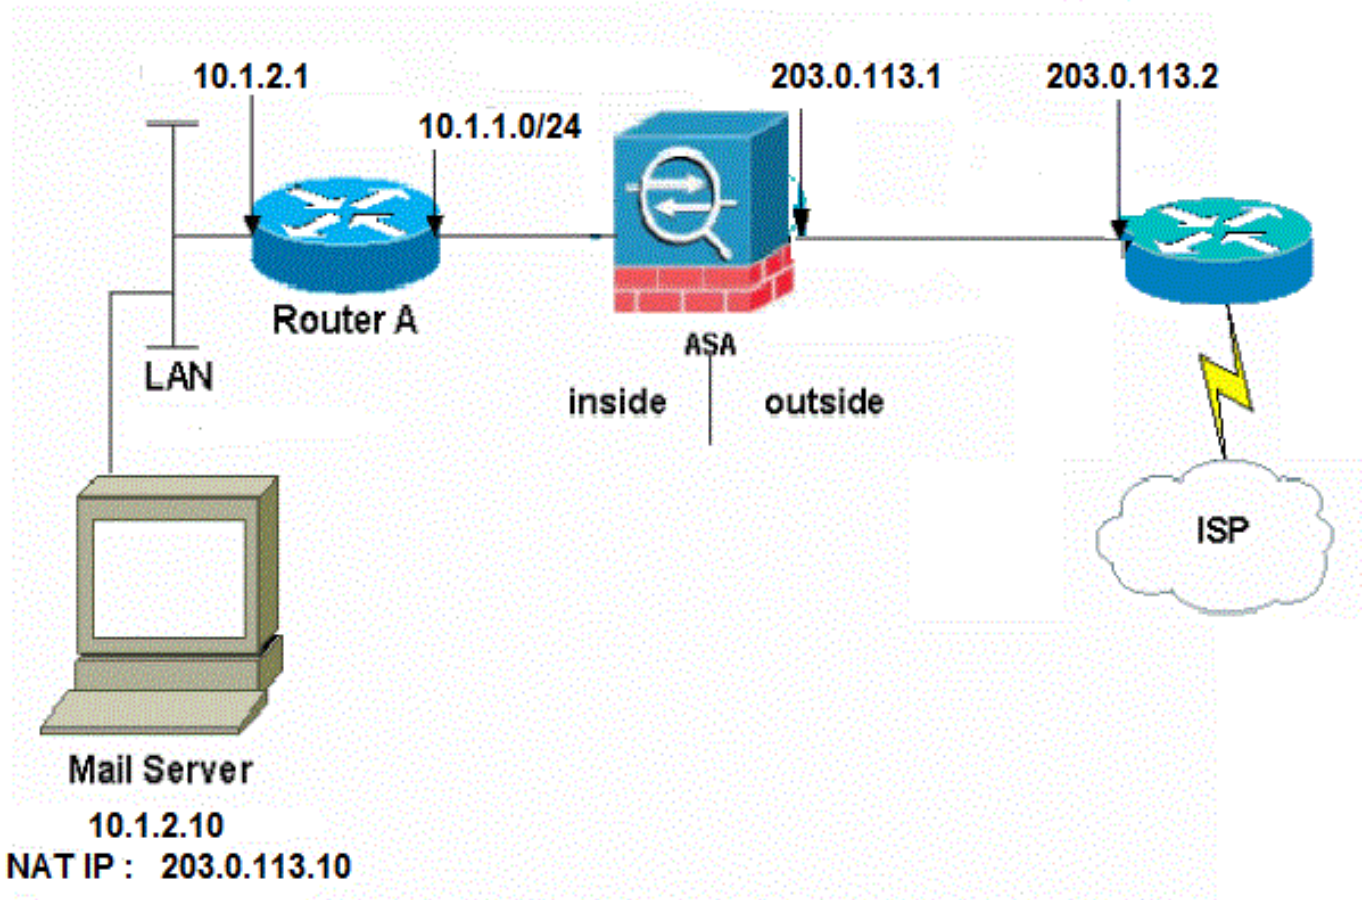 10.1.2.1
203.0.113.1
203.0.113.2
10.1.1.0/24
Router A
ASA
LAN
inside
outside
ISP
Mail Server
10.1.2.10
NAT IP : 203.0.113.10